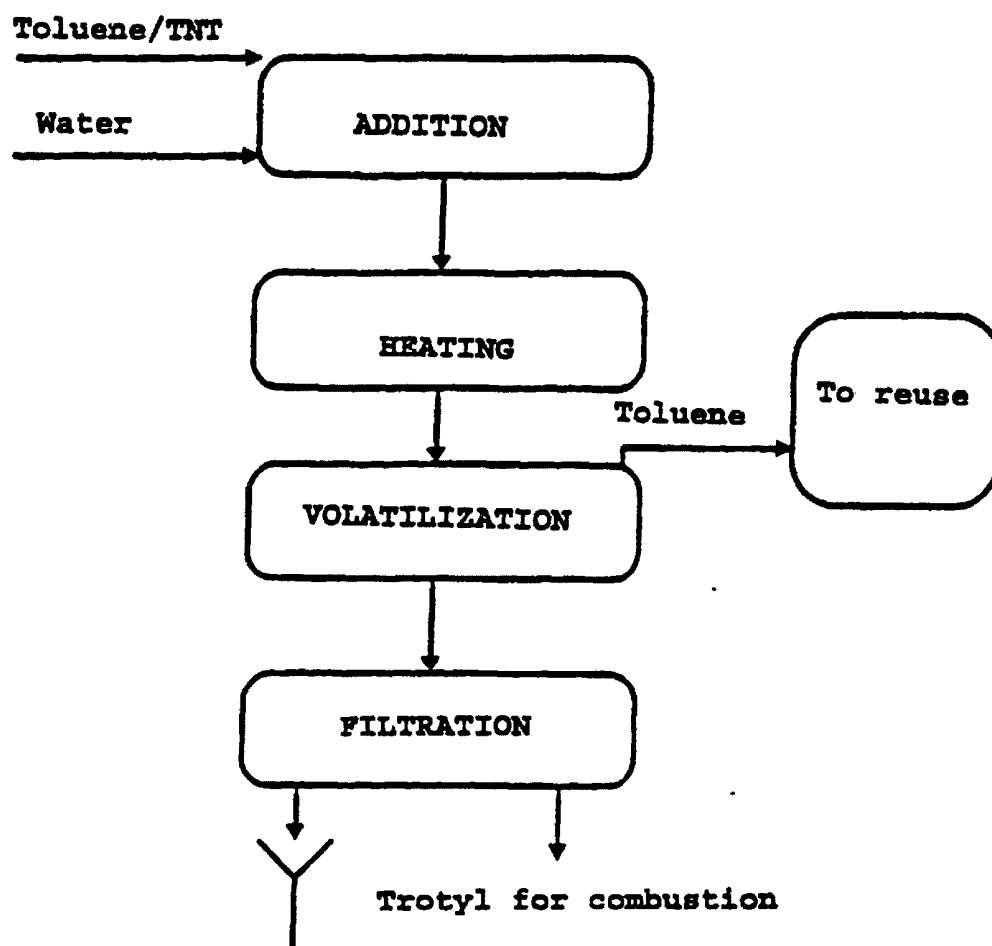 Toluene/TNT
Water
ADDITION
HEATING
Toluene
To reuse
VOLATILIZATION
FILTRATION
Trotyl for combustion